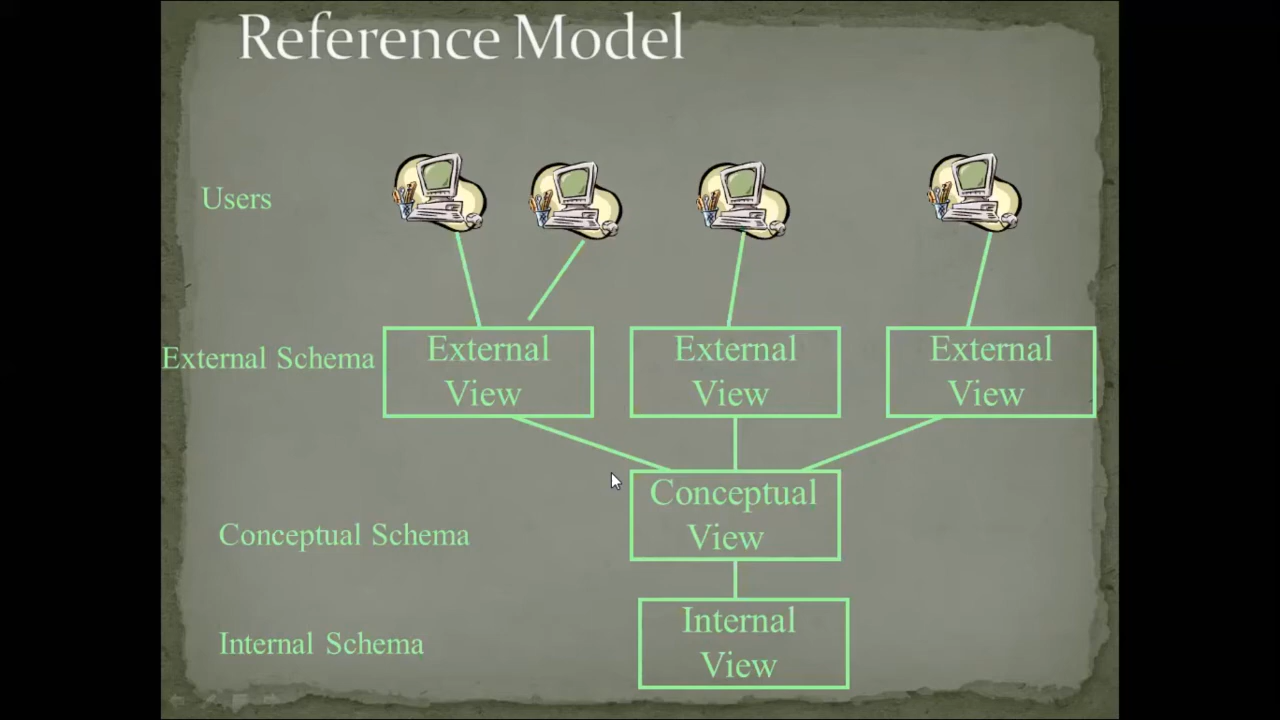 Reference Model
Users
External Schema
External
View
External
View
External
View
Conceptual
View
Conceptual Schema
Internal
View
Internal Schema